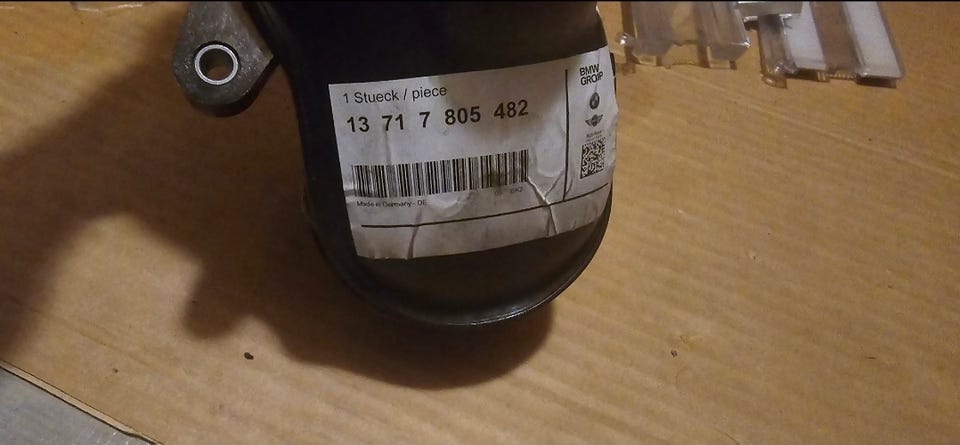 1 Stueck / piece
13 71 7 805 482
Made in Germany - DE
BMW
GROUP